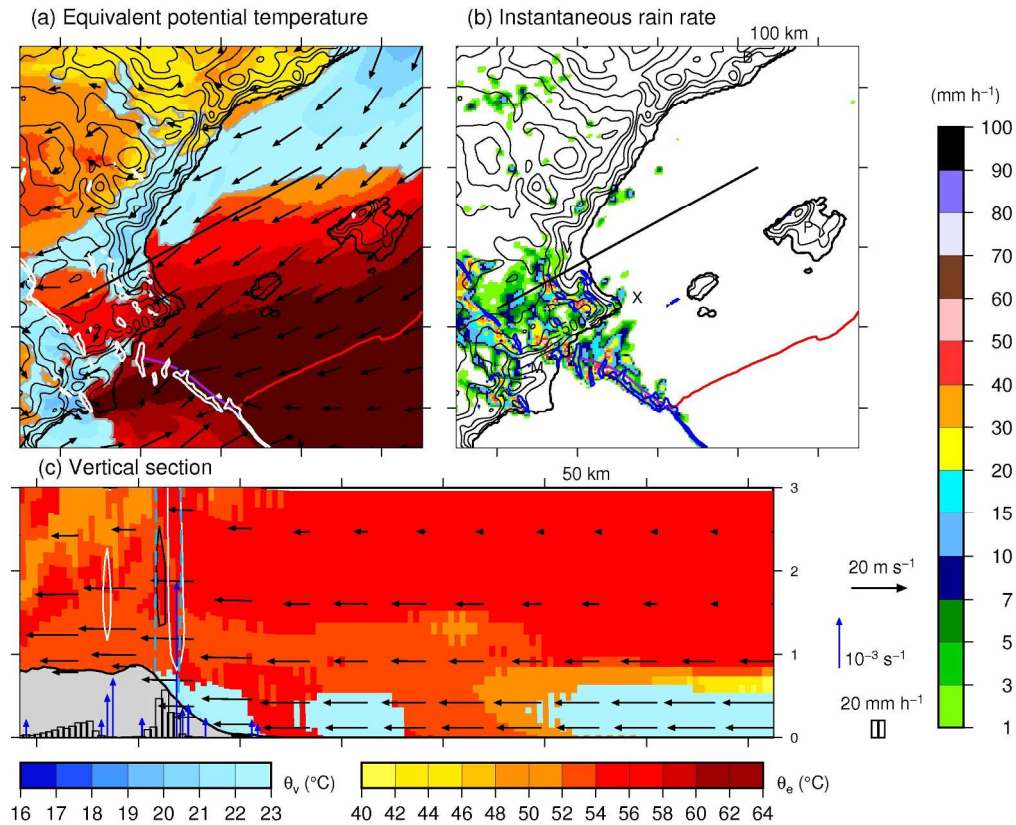 (a) Equivalent potential temperature
(b) Instantaneous rain rate
100 km
B
(mm h⁻¹)
100
90
80
70
60
50
40
30
20
15
10
7
5
3
1
P
X
200
200
M
(c) Vertical section
50 km
3
2
1
0
20 m s⁻¹
10⁻³ s⁻¹
20 mm h⁻¹
θv (°C)
16 17 18 19 20 21 22 23
θe (°C)
40 42 44 46 48 50 52 54 56 58 60 62 64